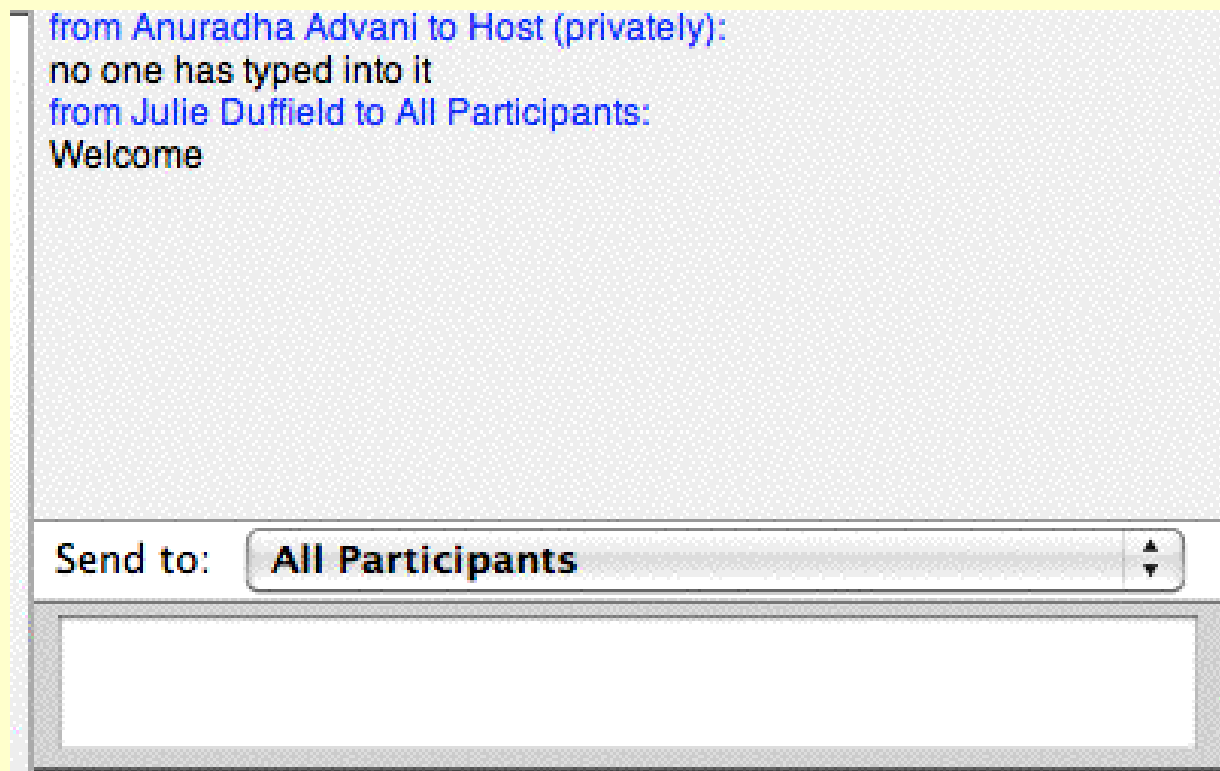 from Anuradha Advani to Host (privately):
no one has typed into it
from Julie Duffield to All Participants:
Welcome
Send to: All Participants